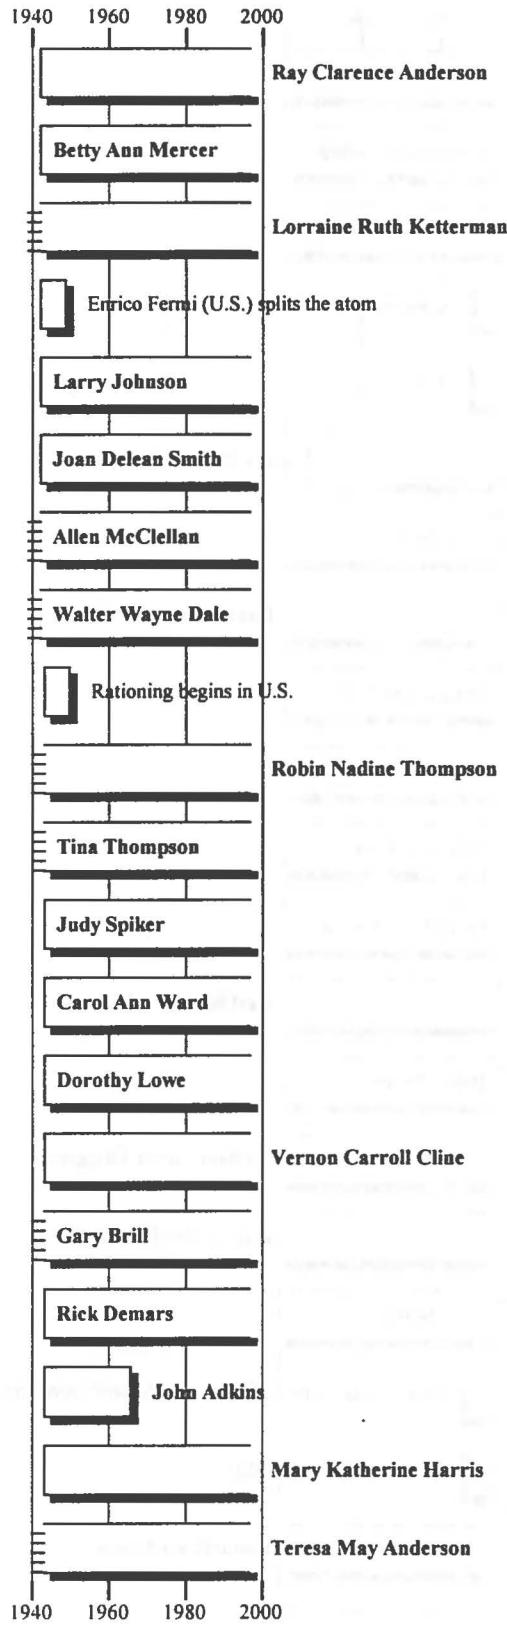 1940 1960 1980 2000
Ray Clarence Anderson
Betty Ann Mercer
Lorraine Ruth Ketterman
Enrico Fermi (U.S.) splits the atom
Larry Johnson
Joan Delean Smith
Allen McClellan
Walter Wayne Dale
Rationing begins in U.S.
Robin Nadine Thompson
Tina Thompson
Judy Spiker
Carol Ann Ward
Dorothy Lowe
Vernon Carroll Cline
Gary Brill
Rick Demars
John Adkins
Mary Katherine Harris
Teresa May Anderson
1940 1960 1980 2000